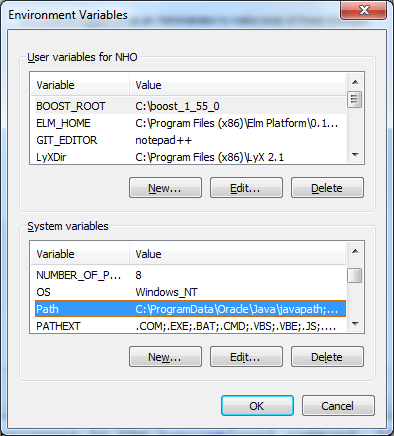 Environment Variables
User variables for NHO
Variable Value
BOOST_ROOT C:\boost_1_55_0
ELM_HOME C:\Program Files (x86)\Elm Platform\0.1...
GIT_EDITOR notepad++
LyXDir C:\Program Files (x86)\LyX 2.1
New... Edit... Delete
System variables
Variable Value
NUMBER_OF_P... 8
OS Windows_NT
Path C:\ProgramData\Oracle\Java\javapath;...
PATHEXT .COM;.EXE;.BAT;.CMD;.VBS;.VBE;.JS;....
New... Edit... Delete
OK Cancel